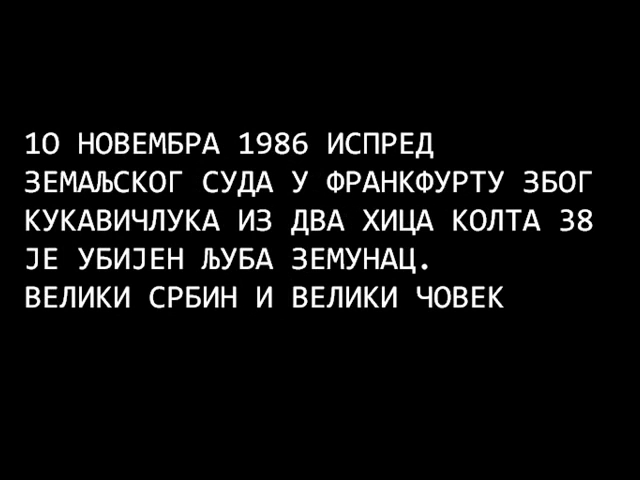 10 НОВЕМБРА 1986 ИСПРЕД
ЗЕМАЉСКОГ СУДА У ФРАНКФУРТУ ЗБОГ
КУКАВИЧЛУКА ИЗ ДВА ХИЦА КОЛТА 38
ЈЕ УБИЈЕН ЉУБА ЗЕМУНАЦ.
ВЕЛИКИ СРБИН И ВЕЛИКИ ЧОВЕК